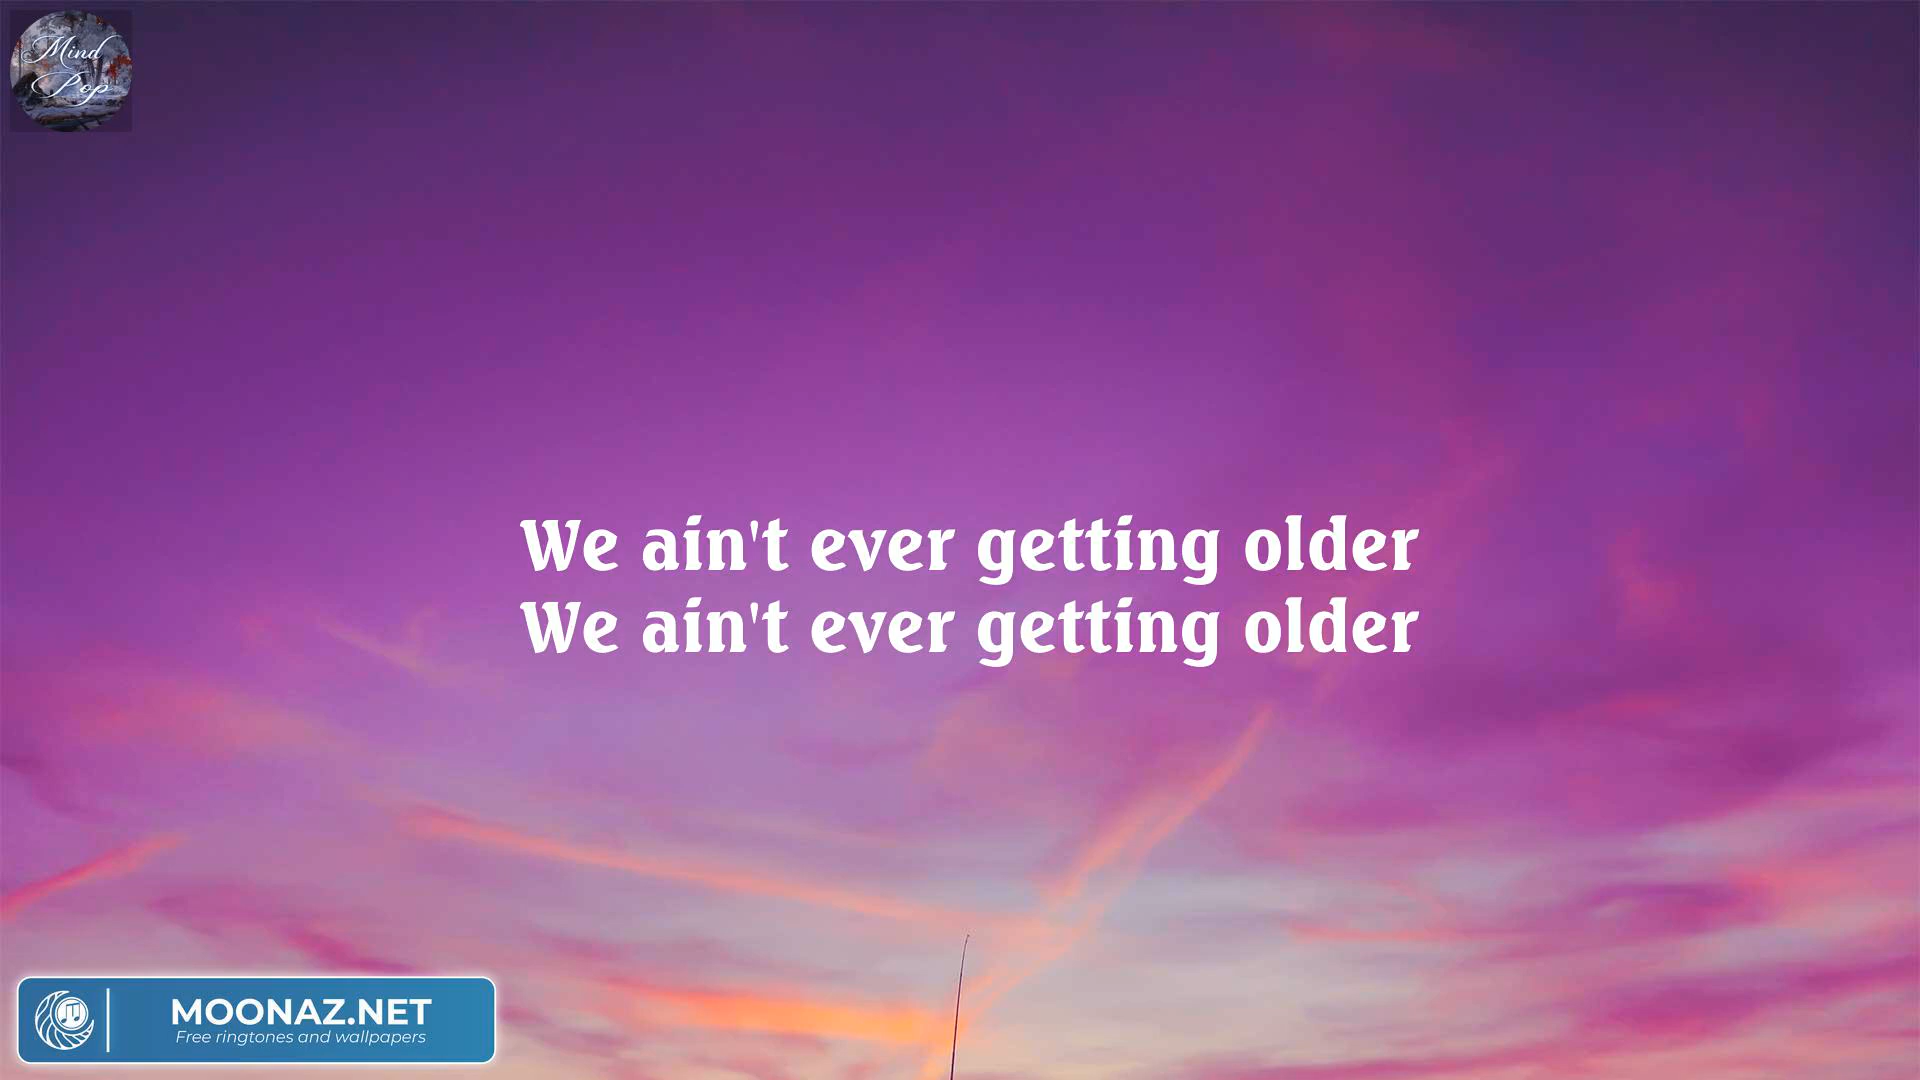 Mind
Pop
We ain't ever getting older
We ain't ever getting older
MOONAZ.NET
Free ringtones and wallpapers